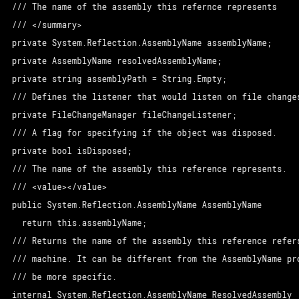 /// The name of the assembly this refernce represents
/// </summary>
private System.Reflection.AssemblyName assemblyName;
private AssemblyName resolvedAssemblyName;
private string assemblyPath = String.Empty;
/// Defines the listener that would listen on file changes
private FileChangeManager fileChangeListener;
/// A flag for specifying if the object was disposed.
private bool isDisposed;
/// The name of the assembly this reference represents.
/// <value></value>
public System.Reflection.AssemblyName AssemblyName
return this.assemblyName;
/// Returns the name of the assembly this reference refers
/// machine. It can be different from the AssemblyName pro
/// be more specific.
internal System.Reflection.AssemblyName ResolvedAssembly